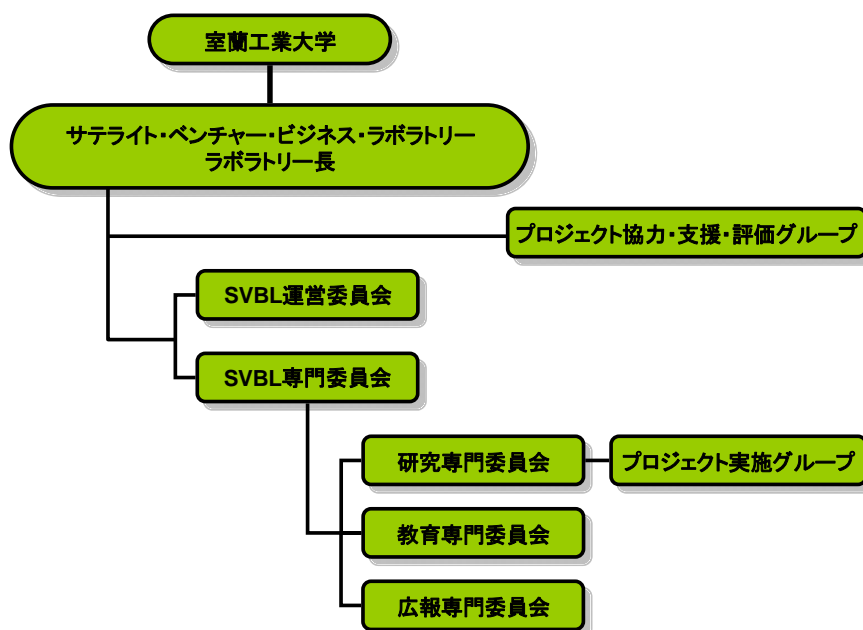 室蘭工業大学
サテライト・ベンチャー・ビジネス・ラボラトリー
ラボラトリー長
プロジェクト協力・支援・評価グループ
SVBL運営委員会
SVBL専門委員会
研究専門委員会
プロジェクト実施グループ
教育専門委員会
広報専門委員会